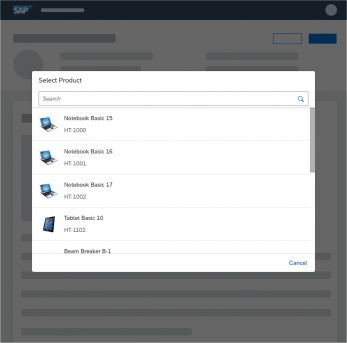 SAP
Select Product
Search
Notebook Basic 15
HT-1000
Notebook Basic 16
HT-1001
Notebook Basic 17
HT-1002
Tablet Basic 10
HT-1102
Beam Breaker B-1
Cancel